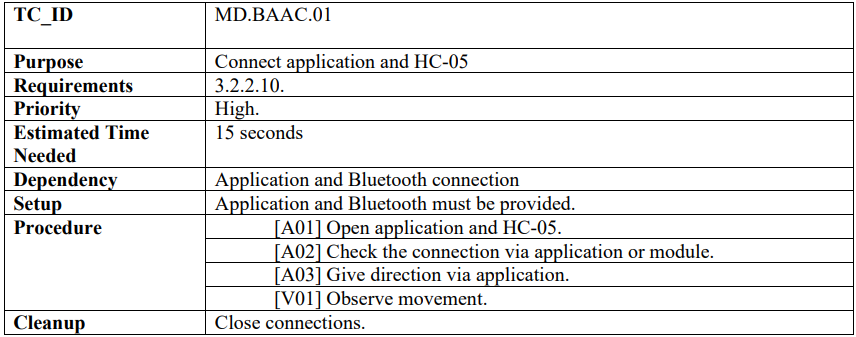 TC_ID MD.BAAC.01
Purpose Connect application and HC-05
Requirements 3.2.2.10.
Priority High.
Estimated Time 15 seconds
Needed
Dependency Application and Bluetooth connection
Setup Application and Bluetooth must be provided.
Procedure [A01] Open application and HC-05.
[A02] Check the connection via application or module.
[A03] Give direction via application.
[V01] Observe movement.
Cleanup Close connections.